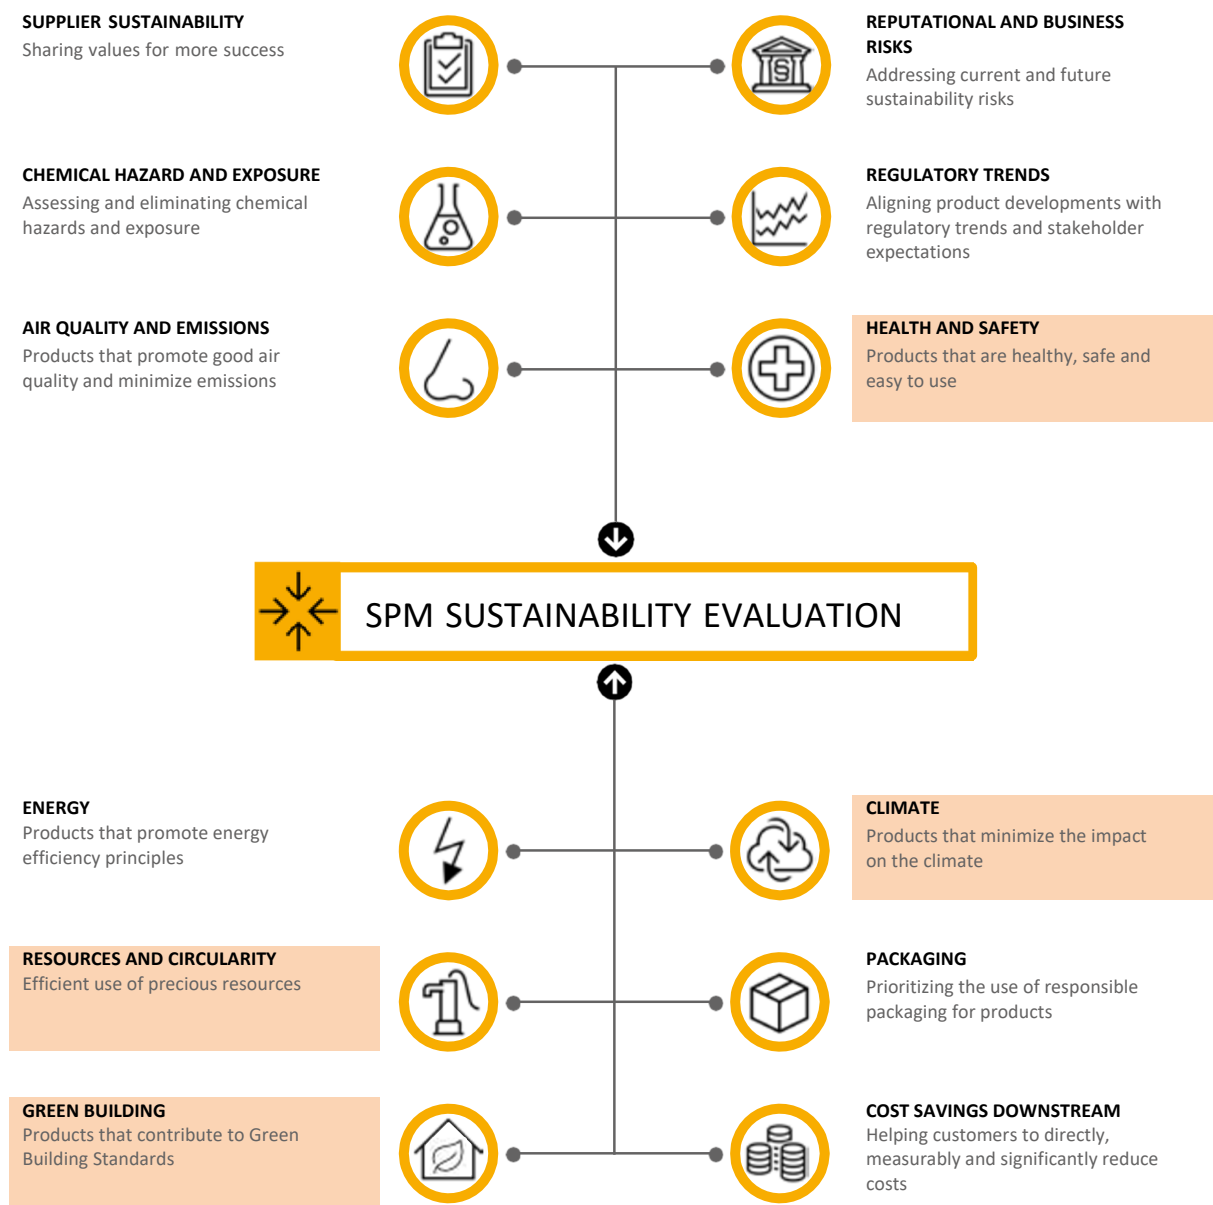 SUPPLIER SUSTAINABILITY
Sharing values for more success
REPUTATIONAL AND BUSINESS
RISKS
Addressing current and future
sustainability risks
CHEMICAL HAZARD AND EXPOSURE
Assessing and eliminating chemical
hazards and exposure
REGULATORY TRENDS
Aligning product developments with
regulatory trends and stakeholder
expectations
AIR QUALITY AND EMISSIONS
Products that promote good air
quality and minimize emissions
HEALTH AND SAFETY
Products that are healthy, safe and
easy to use
SPM SUSTAINABILITY EVALUATION
ENERGY
Products that promote energy
efficiency principles
CLIMATE
Products that minimize the impact
on the climate
RESOURCES AND CIRCULARITY
Efficient use of precious resources
PACKAGING
Prioritizing the use of responsible
packaging for products
GREEN BUILDING
Products that contribute to Green
Building Standards
COST SAVINGS DOWNSTREAM
Helping customers to directly,
measurably and significantly reduce
costs